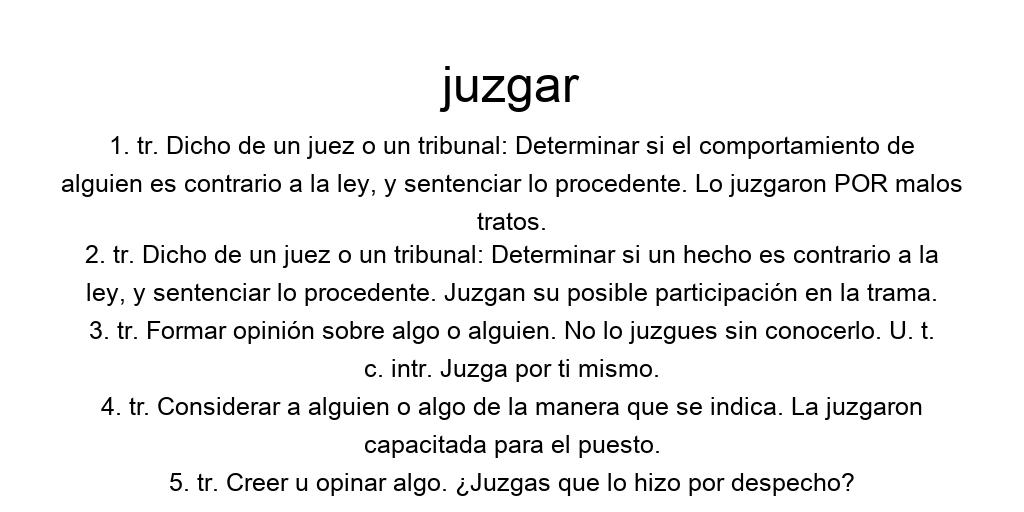 juzgar
1. tr. Dicho de un juez o un tribunal: Determinar si el comportamiento de
alguien es contrario a la ley, y sentenciar lo procedente. Lo juzgaron POR malos
tratos.
2. tr. Dicho de un juez o un tribunal: Determinar si un hecho es contrario a la
ley, y sentenciar lo procedente. Juzgan su posible participación en la trama.
3. tr. Formar opinión sobre algo o alguien. No lo juzgues sin conocerlo. U. t.
c. intr. Juzga por ti mismo.
4. tr. Considerar a alguien o algo de la manera que se indica. La juzgaron
capacitada para el puesto.
5. tr. Creer u opinar algo. ¿Juzgas que lo hizo por despecho?